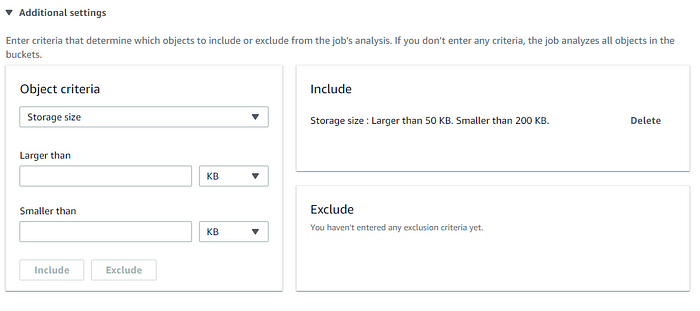 Additional settings
Enter criteria that determine which objects to include or exclude from the job's analysis. If you don't enter any criteria, the job analyzes all objects in the
buckets.
Object criteria
Storage size
Larger than
KB
Smaller than
KB
Include
Exclude
Include
Storage size : Larger than 50 KB. Smaller than 200 KB.
Delete
Exclude
You haven't entered any exclusion criteria yet.